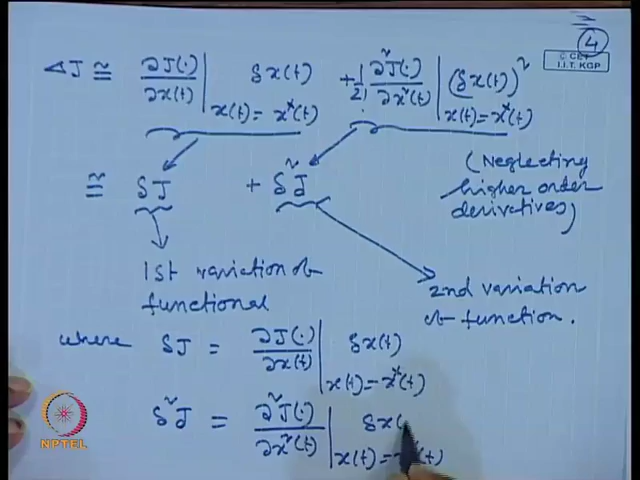 4
© CET
I.I.T. KGP
ΔJ ≅ ∂J(·)/∂x(t) | x(t)=x*(t) δx(t) + 1/2! ∂²J(·)/∂x²(t) | x(t)=x*(t) (δx(t))²
≅ δJ + δ²J
(Neglecting
higher order
derivatives)
1st variation of
functional
2nd variation
of function.
where δJ = ∂J(·)/∂x(t) | x(t)=x*(t) δx(t)
δ²J = ∂²J(·)/∂x²(t) | x(t)=x*(t) δx(
NPTEL